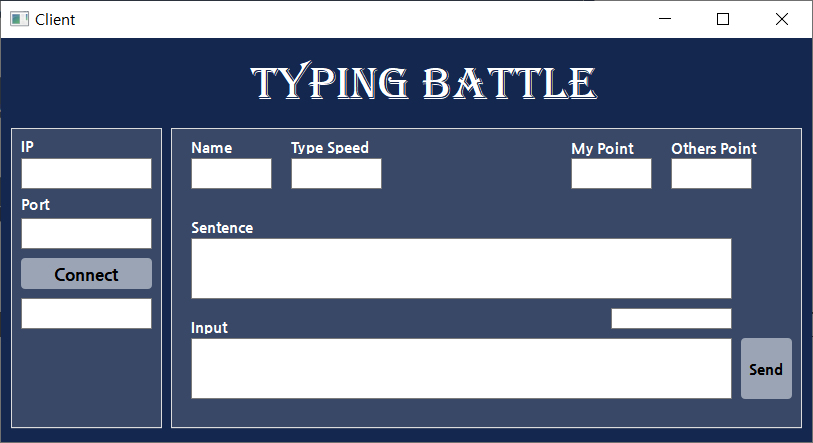 Client
TYPING BATTLE
IP
Port
Connect
Name
Type Speed
My Point
Others Point
Sentence
Input
Send